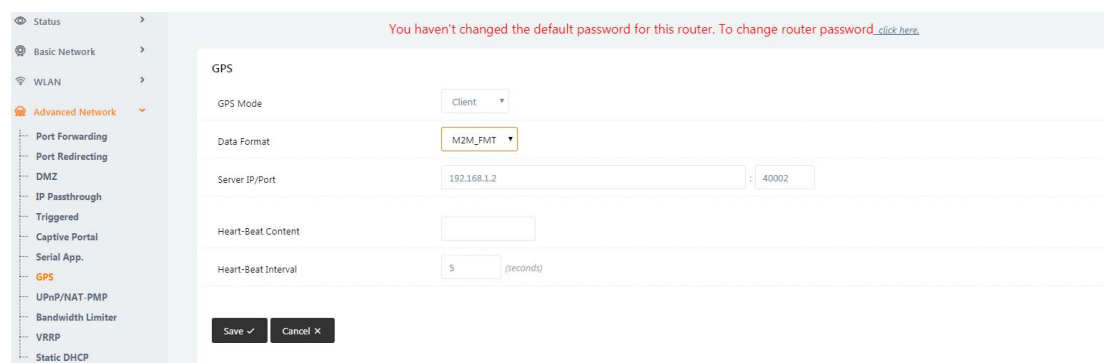 Status
Basic Network
WLAN
Advanced Network
Port Forwarding
Port Redirecting
DMZ
IP Passthrough
Triggered
Captive Portal
Serial App.
GPS
UPnP/NAT-PMP
Bandwidth Limiter
VRRP
Static DHCP
You haven't changed the default password for this router. To change router password click here.
GPS
GPS Mode Client
Data Format M2M_FMT
Server IP/Port 192.168.1.2 : 40002
Heart-Beat Content
Heart-Beat Interval 5 (seconds)
Save Cancel